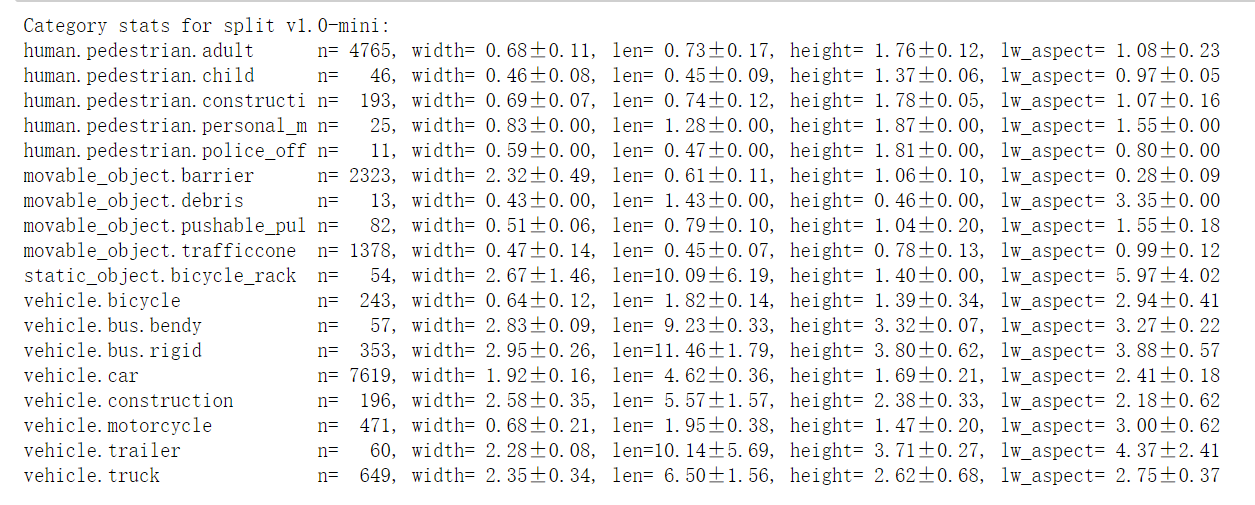 Category stats for split v1.0-mini:
human.pedestrian.adult      n= 4765, width= 0.68±0.11, len= 0.73±0.17, height= 1.76±0.12, lw_aspect= 1.08±0.23
human.pedestrian.child      n=   46, width= 0.46±0.08, len= 0.45±0.09, height= 1.37±0.06, lw_aspect= 0.97±0.05
human.pedestrian.constructi n=  193, width= 0.69±0.07, len= 0.74±0.12, height= 1.78±0.05, lw_aspect= 1.07±0.16
human.pedestrian.personal_m n=   25, width= 0.83±0.00, len= 1.28±0.00, height= 1.87±0.00, lw_aspect= 1.55±0.00
human.pedestrian.police_off n=   11, width= 0.59±0.00, len= 0.47±0.00, height= 1.81±0.00, lw_aspect= 0.80±0.00
movable_object.barrier      n= 2323, width= 2.32±0.49, len= 0.61±0.11, height= 1.06±0.10, lw_aspect= 0.28±0.09
movable_object.debris       n=   13, width= 0.43±0.00, len= 1.43±0.00, height= 0.46±0.00, lw_aspect= 3.35±0.00
movable_object.pushable_pul n=   82, width= 0.51±0.06, len= 0.79±0.10, height= 1.04±0.20, lw_aspect= 1.55±0.18
movable_object.trafficcone  n= 1378, width= 0.47±0.14, len= 0.45±0.07, height= 0.78±0.13, lw_aspect= 0.99±0.12
static_object.bicycle_rack  n=   54, width= 2.67±1.46, len=10.09±6.19, height= 1.40±0.00, lw_aspect= 5.97±4.02
vehicle.bicycle             n=  243, width= 0.64±0.12, len= 1.82±0.14, height= 1.39±0.34, lw_aspect= 2.94±0.41
vehicle.bus.bendy           n=   57, width= 2.83±0.09, len= 9.23±0.33, height= 3.32±0.07, lw_aspect= 3.27±0.22
vehicle.bus.rigid           n=  353, width= 2.95±0.26, len=11.46±1.79, height= 3.80±0.62, lw_aspect= 3.88±0.57
vehicle.car                 n= 7619, width= 1.92±0.16, len= 4.62±0.36, height= 1.69±0.21, lw_aspect= 2.41±0.18
vehicle.construction        n=  196, width= 2.58±0.35, len= 5.57±1.57, height= 2.38±0.33, lw_aspect= 2.18±0.62
vehicle.motorcycle          n=  471, width= 0.68±0.21, len= 1.95±0.38, height= 1.47±0.20, lw_aspect= 3.00±0.62
vehicle.trailer             n=   60, width= 2.28±0.08, len=10.14±5.69, height= 3.71±0.27, lw_aspect= 4.37±2.41
vehicle.truck               n=  649, width= 2.35±0.34, len= 6.50±1.56, height= 2.62±0.68, lw_aspect= 2.75±0.37